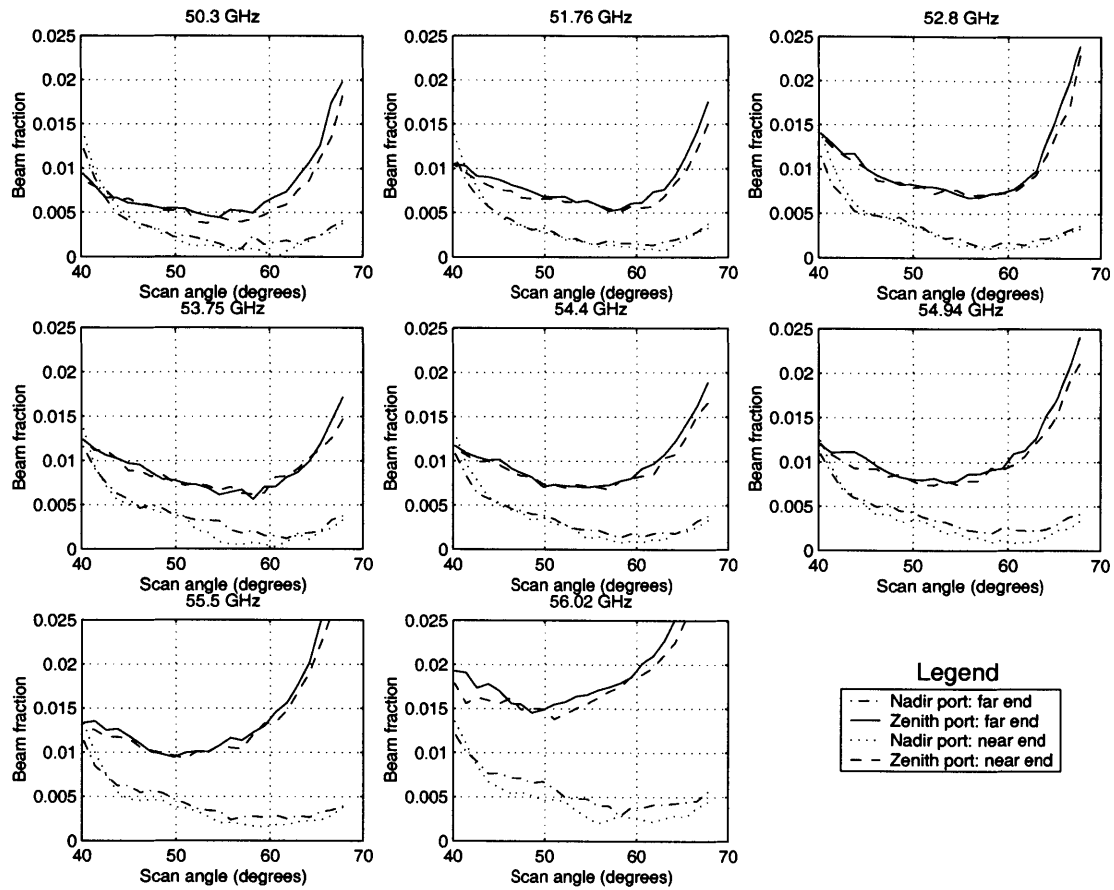 50.3 GHz
0.025
0.02
0.015
0.01
0.005
0
Beam fraction
40
50
60
70
Scan angle (degrees)
51.76 GHz
0.025
0.02
0.015
0.01
0.005
0
Beam fraction
40
50
60
70
Scan angle (degrees)
52.8 GHz
0.025
0.02
0.015
0.01
0.005
0
Beam fraction
40
50
60
70
Scan angle (degrees)
53.75 GHz
0.025
0.02
0.015
0.01
0.005
0
Beam fraction
40
50
60
70
Scan angle (degrees)
54.4 GHz
0.025
0.02
0.015
0.01
0.005
0
Beam fraction
40
50
60
70
Scan angle (degrees)
54.94 GHz
0.025
0.02
0.015
0.01
0.005
0
Beam fraction
40
50
60
70
Scan angle (degrees)
55.5 GHz
0.025
0.02
0.015
0.01
0.005
0
Beam fraction
40
50
60
70
Scan angle (degrees)
56.02 GHz
0.025
0.02
0.015
0.01
0.005
0
Beam fraction
40
50
60
70
Scan angle (degrees)
Legend
Nadir port: far end
Zenith port: far end
Nadir port: near end
Zenith port: near end